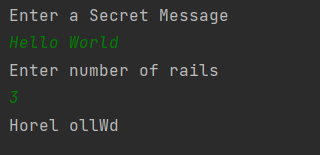 Enter a Secret Message
Hello World
Enter number of rails
3
Horel ollWd